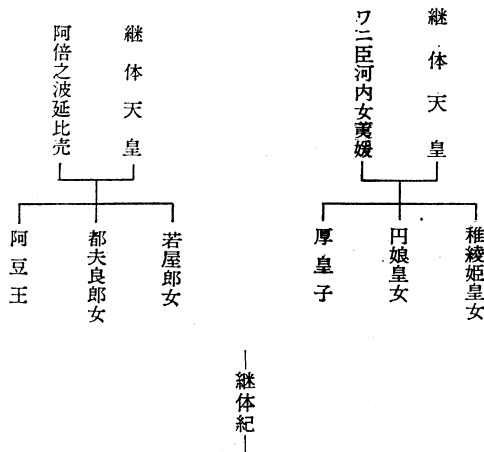 継体天皇
ワニ臣河内女荑媛
稚綾姫皇女
円娘皇女
厚皇子
継体天皇
阿倍之波延比売
若屋郎女
都夫良郎女
阿豆王
―継体紀―